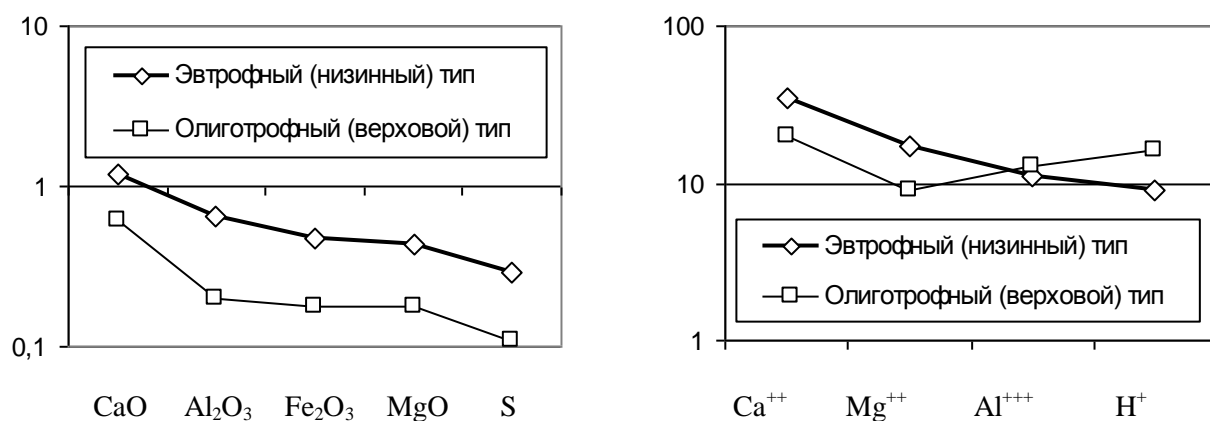 10
Эвтрофный (низинный) тип
Олиготрофный (верховой) тип
1
0,1
CaO Al₂O₃ Fe₂O₃ MgO S
100
10
Эвтрофный (низинный) тип
Олиготрофный (верховой) тип
1
Ca⁺⁺ Mg⁺⁺ Al⁺⁺⁺ H⁺